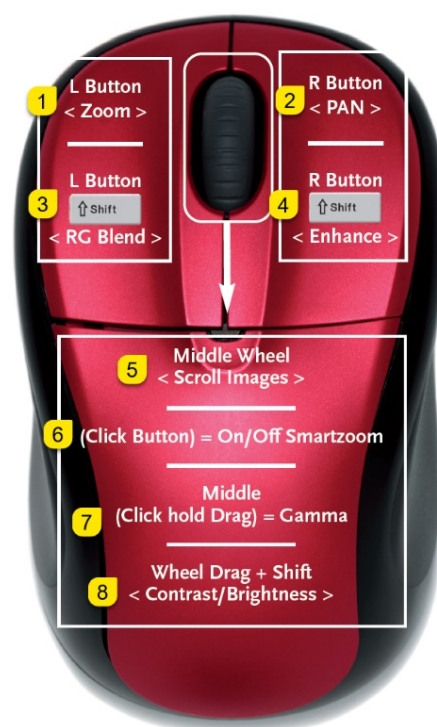 1
L Button
< Zoom >
2
R Button
< PAN >
3
L Button
⇧ Shift
< RG Blend >
4
R Button
⇧ Shift
< Enhance >
5
Middle Wheel
< Scroll Images >
6
(Click Button) = On/Off Smartzoom
7
Middle
(Click hold Drag) = Gamma
8
Wheel Drag + Shift
< Contrast/Brightness >